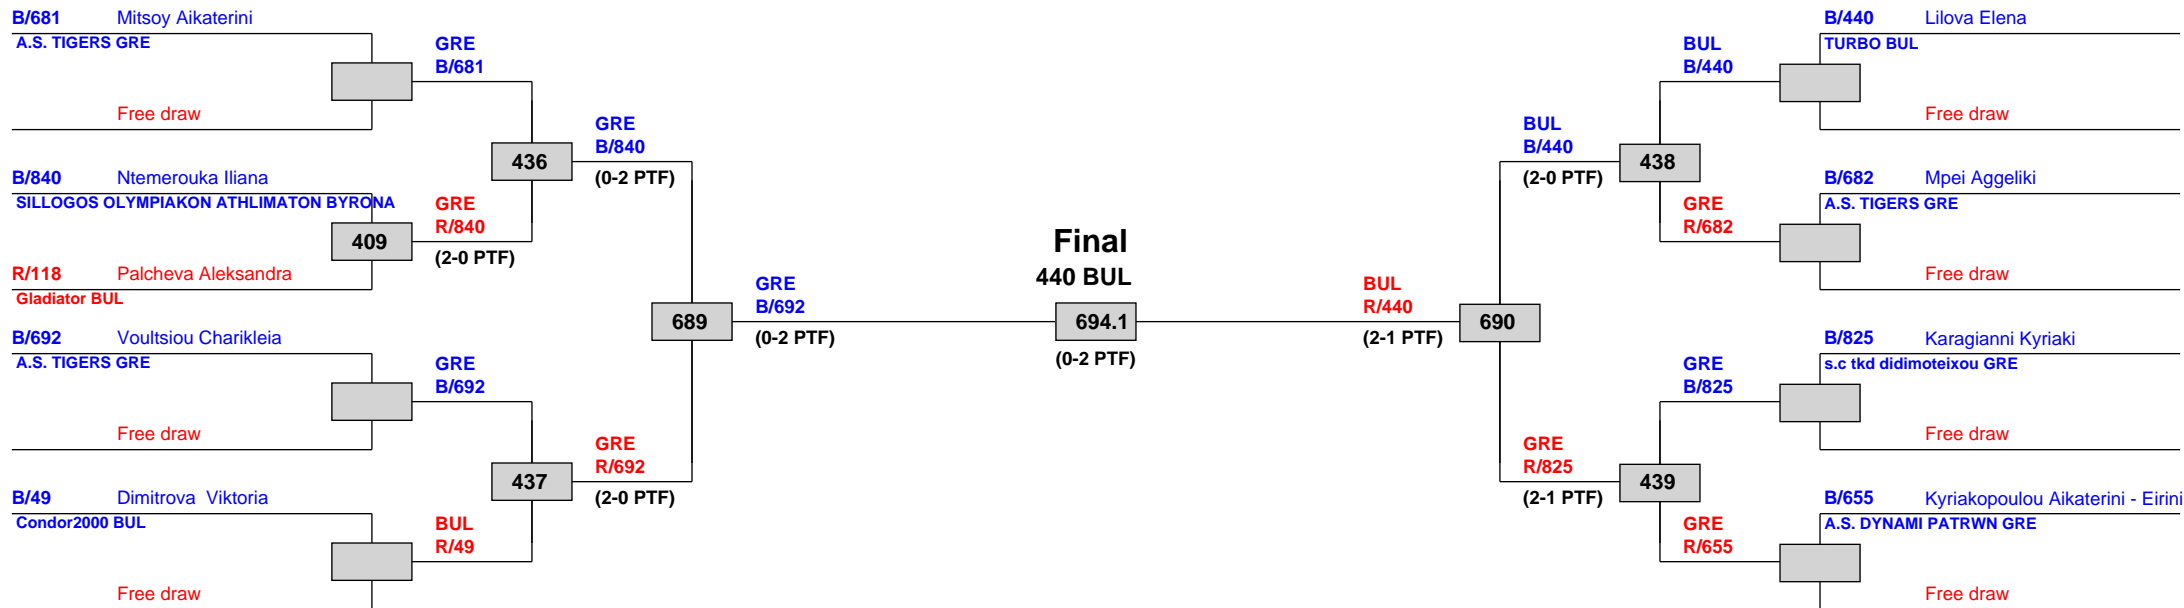 B/681 Mitsoy Aikaterini
A.S. TIGERS GRE
Free draw
B/840 Ntemerouka Iliana
SILLOGOS OLYMPIAKON ATHLIMATON BYRONA
409
R/118 Palcheva Aleksandra
Gladiator BUL
B/692 Voultsiou Charikleia
A.S. TIGERS GRE
Free draw
B/49 Dimitrova  Viktoria
Condor2000 BUL
Free draw
GRE
B/681
GRE
R/840
(2-0 PTF)
GRE
B/692
BUL
R/49
436
437
GRE
B/840
(0-2 PTF)
GRE
R/692
(2-0 PTF)
689
GRE
B/692
(0-2 PTF)
Final
440 BUL
694.1
(0-2 PTF)
BUL
R/440
(2-1 PTF)
690
BUL
B/440
(2-0 PTF)
GRE
R/825
(2-1 PTF)
438
439
BUL
B/440
GRE
R/682
GRE
B/825
GRE
R/655
B/440 Lilova Elena
TURBO BUL
Free draw
B/682 Mpei Aggeliki
A.S. TIGERS GRE
Free draw
B/825 Karagianni Kyriaki
s.c tkd didimoteixou GRE
Free draw
B/655 Kyriakopoulou Aikaterini - Eirini
A.S. DYNAMI PATRWN GRE
Free draw